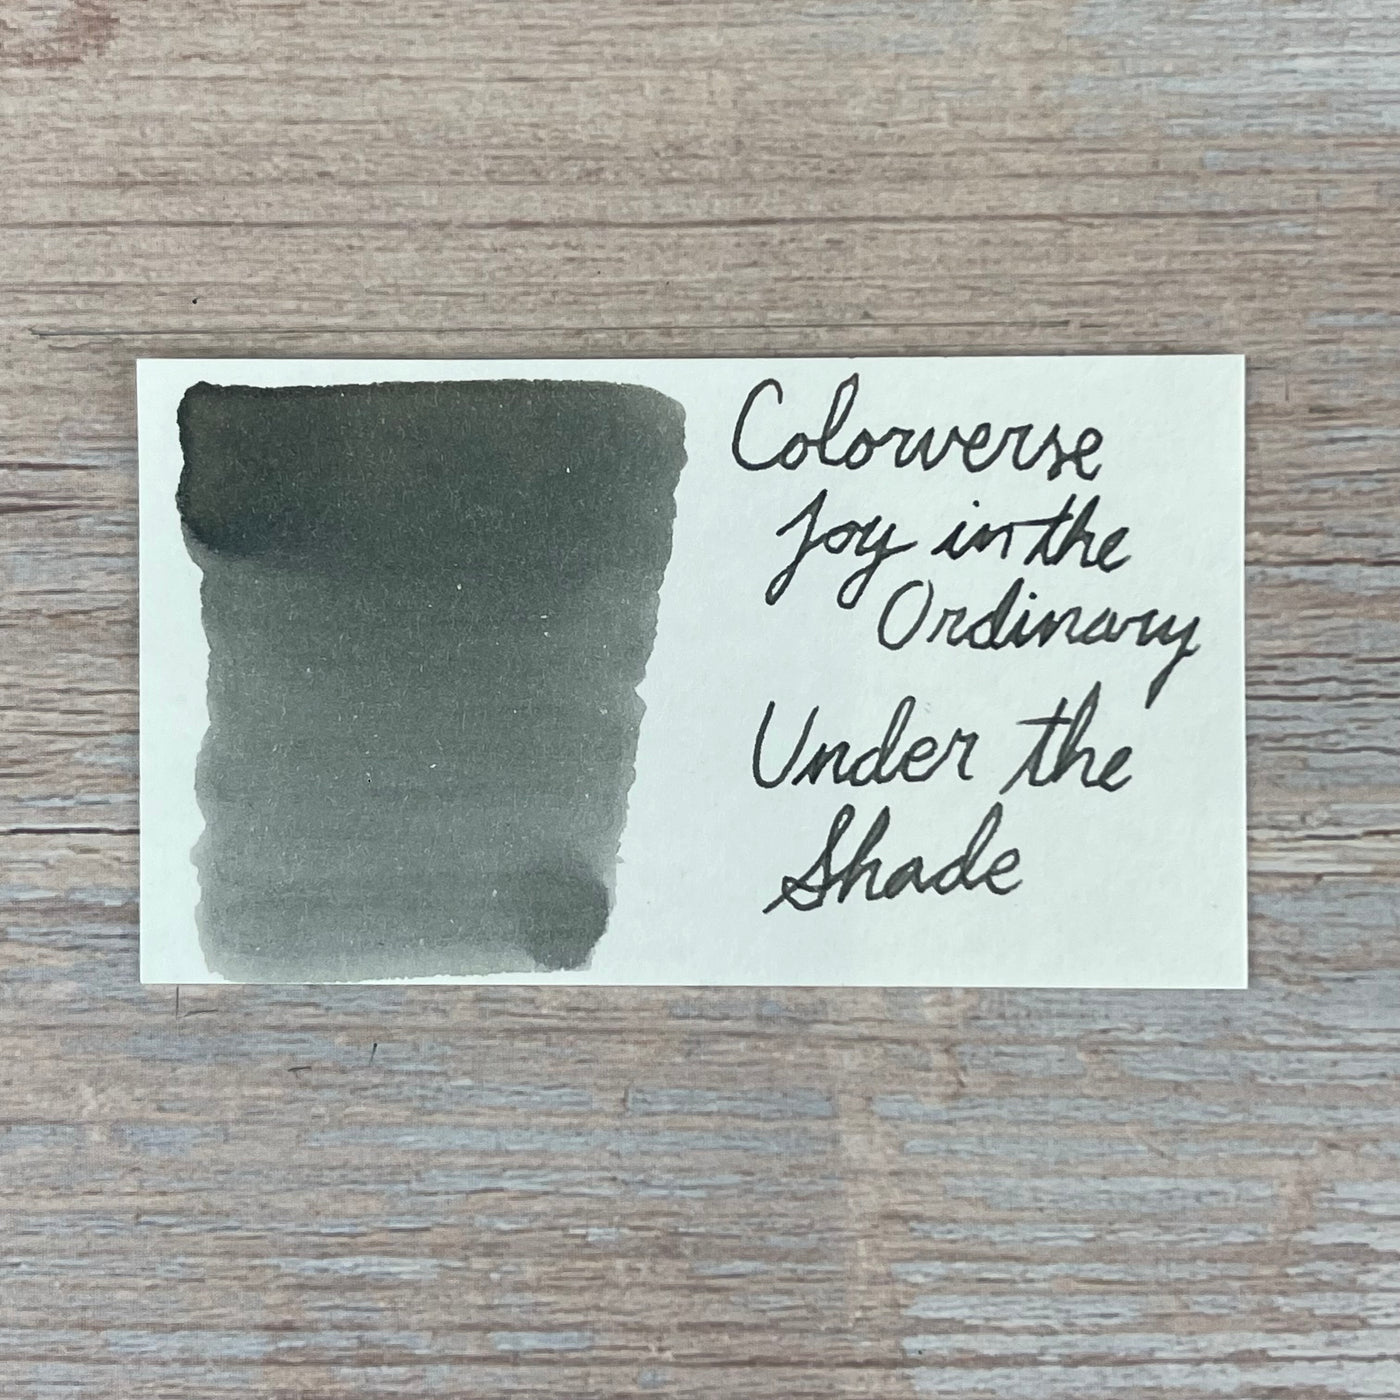 Colorverse
Joy in the
Ordinary
Under the
Shade